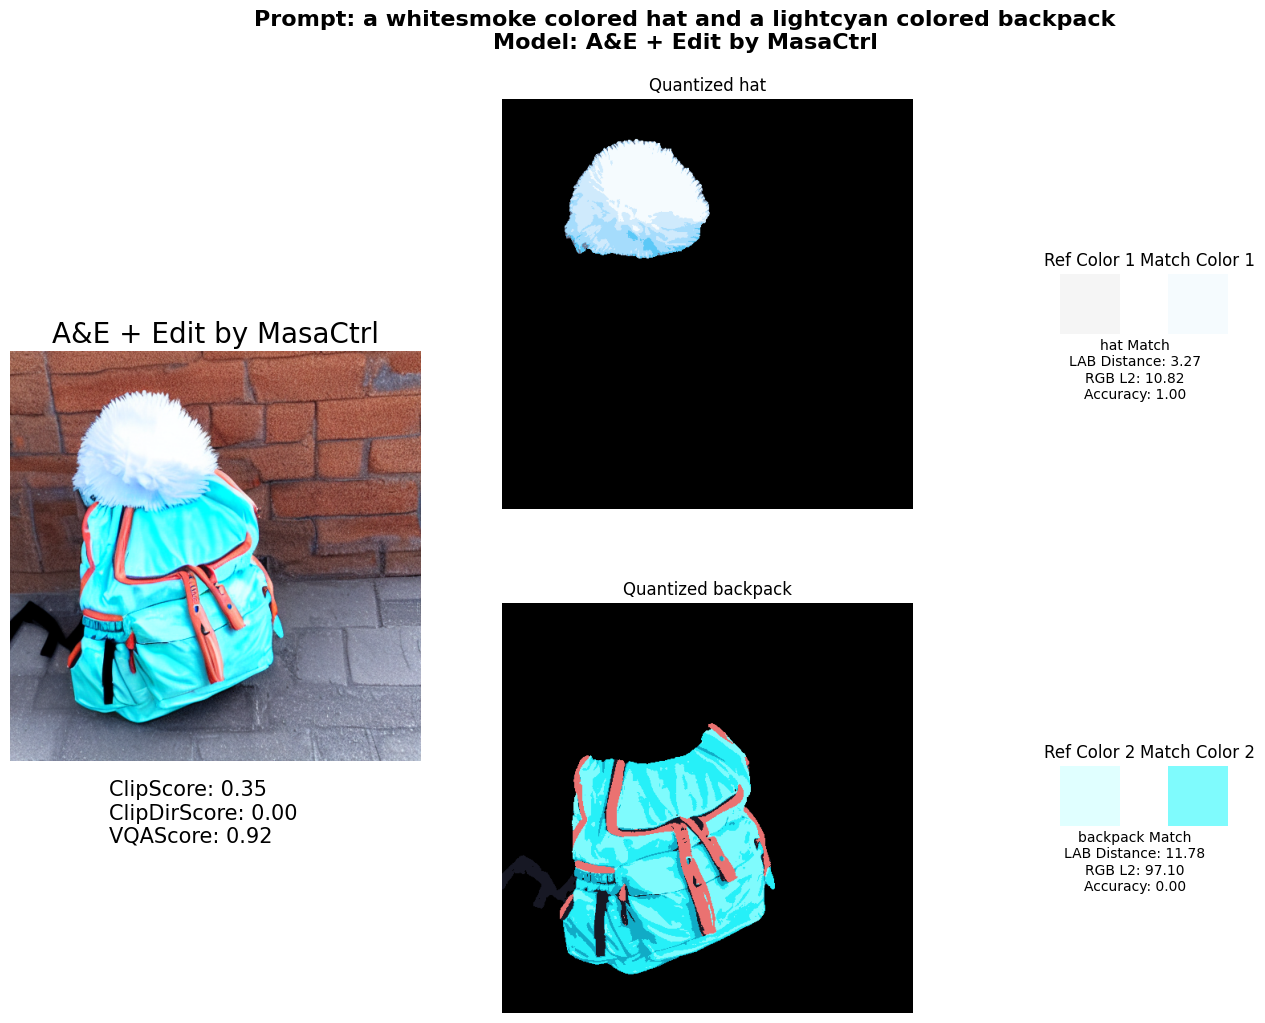 Prompt: a whitesmoke colored hat and a lightcyan colored backpack
Model: A&E + Edit by MasaCtrl
Quantized hat
Ref Color 1 Match Color 1
hat Match
LAB Distance: 3.27
RGB L2: 10.82
Accuracy: 1.00
A&E + Edit by MasaCtrl
Quantized backpack
Ref Color 2 Match Color 2
ClipScore: 0.35
ClipDirScore: 0.00
VQAScore: 0.92
backpack Match
LAB Distance: 11.78
RGB L2: 97.10
Accuracy: 0.00